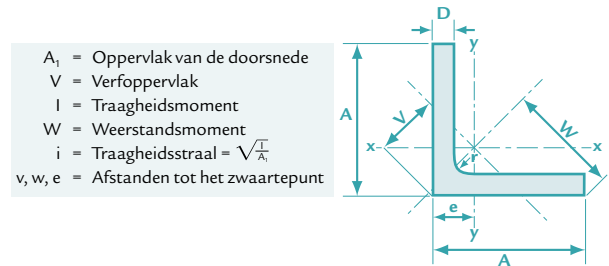 A₁ = Oppervlak van de doorsnede
V = Verfoppervlak
I = Traagheidsmoment
W = Weerstandsmoment
i = Traagheidsstraal = √(I/A₁)
v, w, e = Afstanden tot het zwaartepunt
D
y
A
V
W
x
x
r
e
y
A